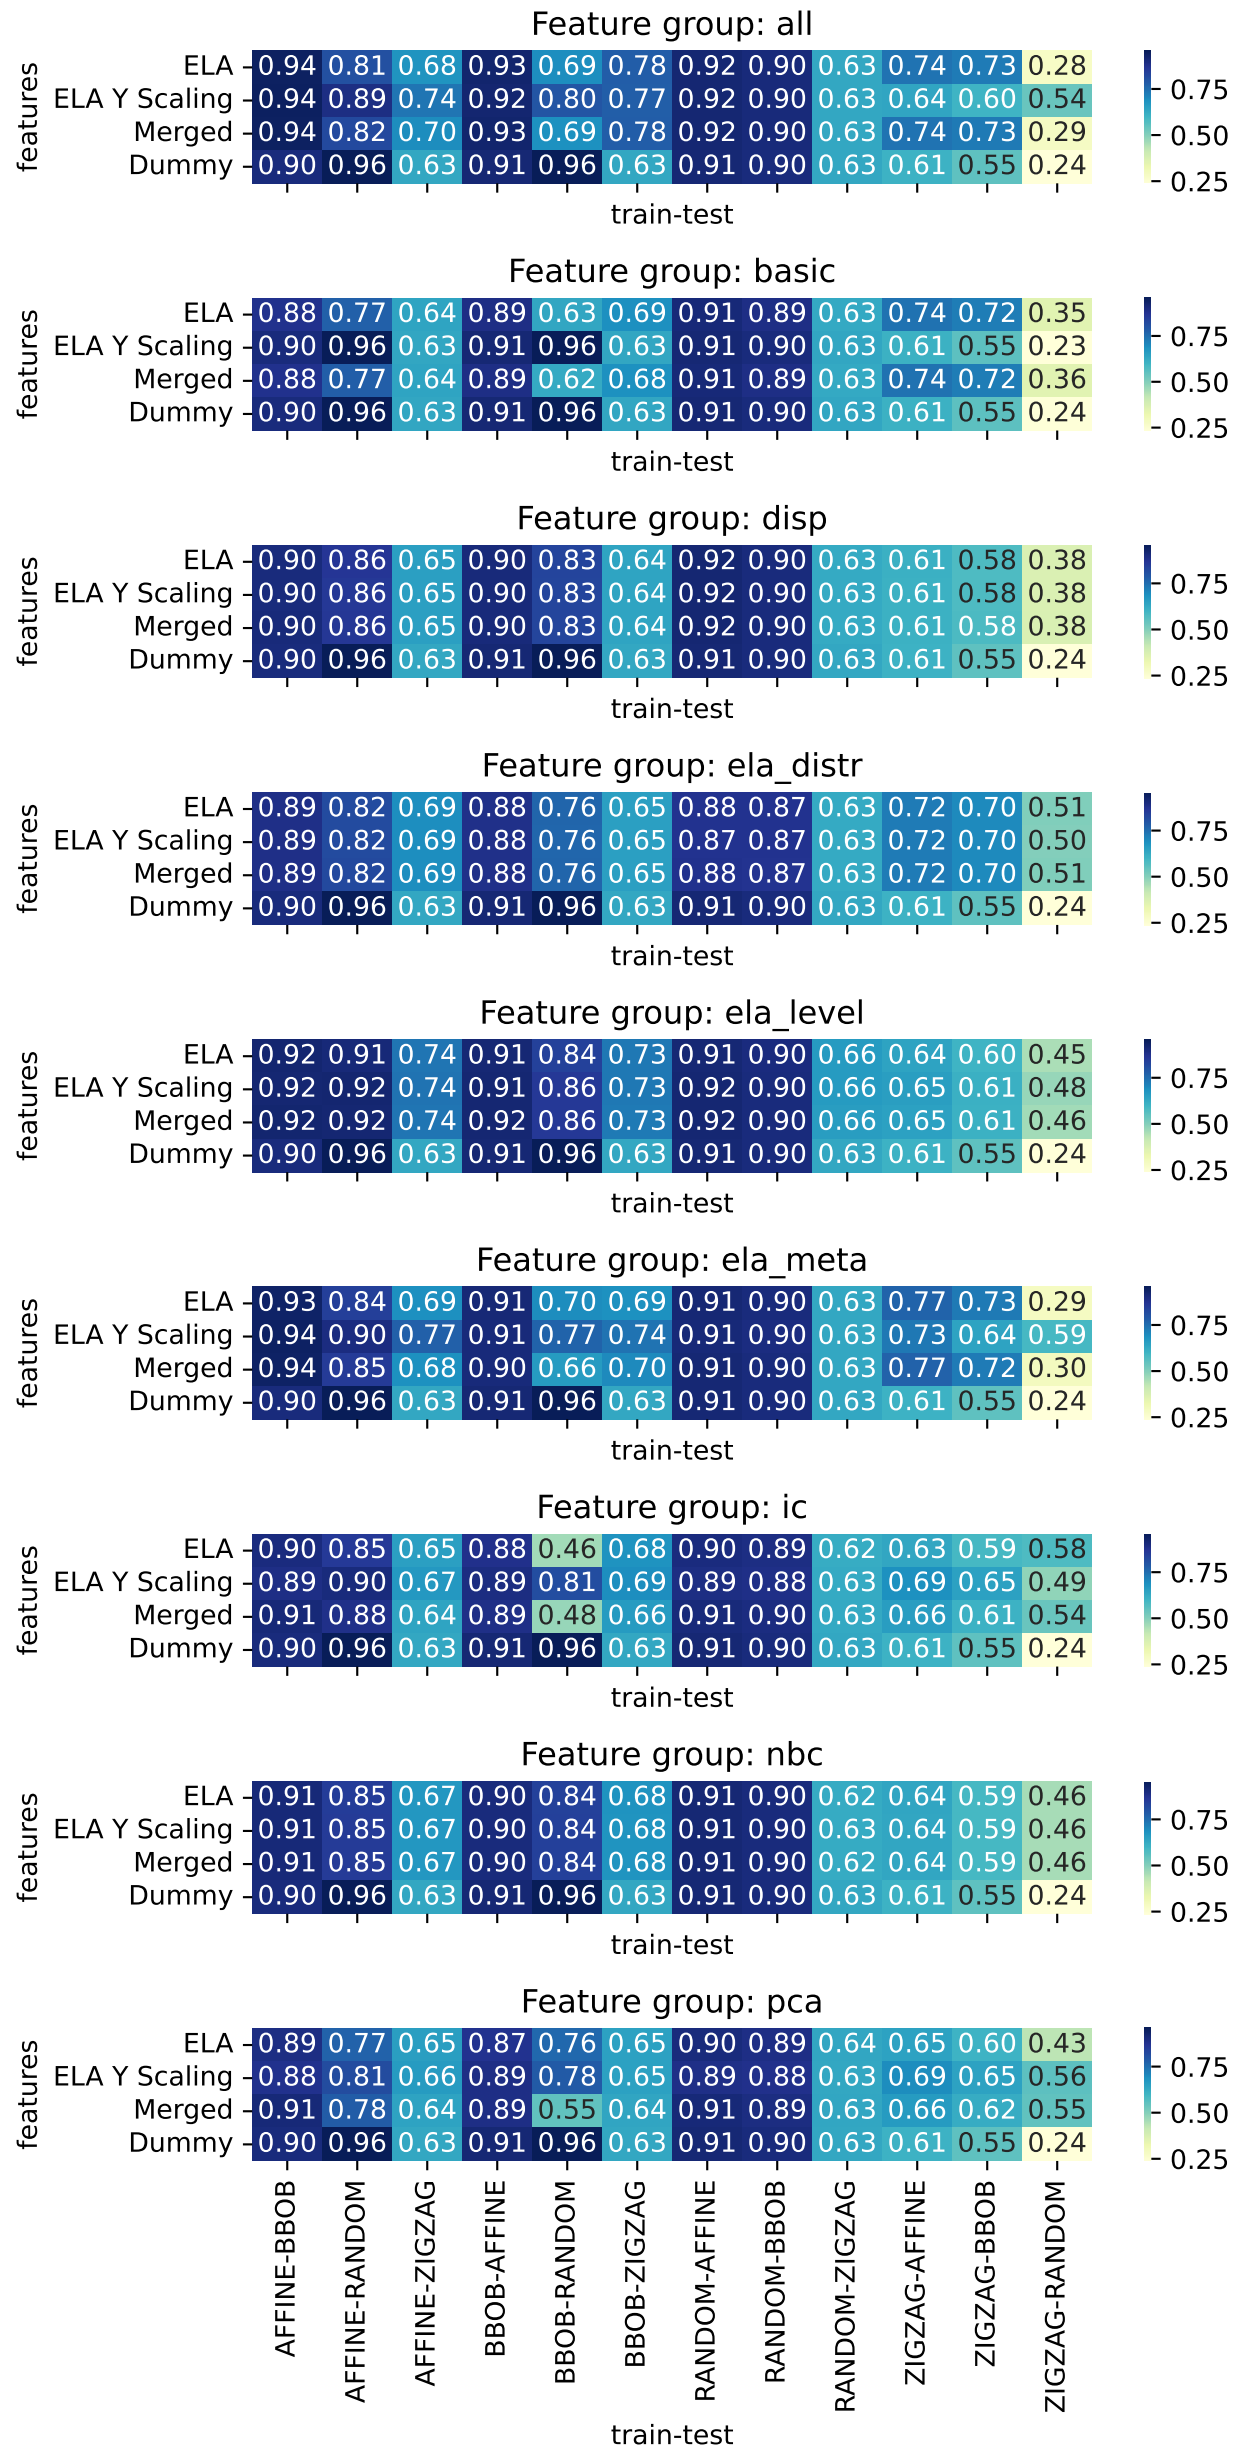 Feature group: all
features
ELA 0.94 0.81 0.68 0.93 0.69 0.78 0.92 0.90 0.63 0.74 0.73 0.28
ELA Y Scaling 0.94 0.89 0.74 0.92 0.80 0.77 0.92 0.90 0.63 0.64 0.60 0.54
Merged 0.94 0.82 0.70 0.93 0.69 0.78 0.92 0.90 0.63 0.74 0.73 0.29
Dummy 0.90 0.96 0.63 0.91 0.96 0.63 0.91 0.90 0.63 0.61 0.55 0.24
0.75
0.50
0.25
train-test
Feature group: basic
features
ELA 0.88 0.77 0.64 0.89 0.63 0.69 0.91 0.89 0.63 0.74 0.72 0.35
ELA Y Scaling 0.90 0.96 0.63 0.91 0.96 0.63 0.91 0.90 0.63 0.61 0.55 0.23
Merged 0.88 0.77 0.64 0.89 0.62 0.68 0.91 0.89 0.63 0.74 0.72 0.36
Dummy 0.90 0.96 0.63 0.91 0.96 0.63 0.91 0.90 0.63 0.61 0.55 0.24
0.75
0.50
0.25
train-test
Feature group: disp
features
ELA 0.90 0.86 0.65 0.90 0.83 0.64 0.92 0.90 0.63 0.61 0.58 0.38
ELA Y Scaling 0.90 0.86 0.65 0.90 0.83 0.64 0.92 0.90 0.63 0.61 0.58 0.38
Merged 0.90 0.86 0.65 0.90 0.83 0.64 0.92 0.90 0.63 0.61 0.58 0.38
Dummy 0.90 0.96 0.63 0.91 0.96 0.63 0.91 0.90 0.63 0.61 0.55 0.24
0.75
0.50
0.25
train-test
Feature group: ela_distr
features
ELA 0.89 0.82 0.69 0.88 0.76 0.65 0.88 0.87 0.63 0.72 0.70 0.51
ELA Y Scaling 0.89 0.82 0.69 0.88 0.76 0.65 0.87 0.87 0.63 0.72 0.70 0.50
Merged 0.89 0.82 0.69 0.88 0.76 0.65 0.88 0.87 0.63 0.72 0.70 0.51
Dummy 0.90 0.96 0.63 0.91 0.96 0.63 0.91 0.90 0.63 0.61 0.55 0.24
0.75
0.50
0.25
train-test
Feature group: ela_level
features
ELA 0.92 0.91 0.74 0.91 0.84 0.73 0.91 0.90 0.66 0.64 0.60 0.45
ELA Y Scaling 0.92 0.92 0.74 0.91 0.86 0.73 0.92 0.90 0.66 0.65 0.61 0.48
Merged 0.92 0.92 0.74 0.92 0.86 0.73 0.92 0.90 0.66 0.65 0.61 0.46
Dummy 0.90 0.96 0.63 0.91 0.96 0.63 0.91 0.90 0.63 0.61 0.55 0.24
0.75
0.50
0.25
train-test
Feature group: ela_meta
features
ELA 0.93 0.84 0.69 0.91 0.70 0.69 0.91 0.90 0.63 0.77 0.73 0.29
ELA Y Scaling 0.94 0.90 0.77 0.91 0.77 0.74 0.91 0.90 0.63 0.73 0.64 0.59
Merged 0.94 0.85 0.68 0.90 0.66 0.70 0.91 0.90 0.63 0.77 0.72 0.30
Dummy 0.90 0.96 0.63 0.91 0.96 0.63 0.91 0.90 0.63 0.61 0.55 0.24
0.75
0.50
0.25
train-test
Feature group: ic
features
ELA 0.90 0.85 0.65 0.88 0.46 0.68 0.90 0.89 0.62 0.63 0.59 0.58
ELA Y Scaling 0.89 0.90 0.67 0.89 0.81 0.69 0.89 0.88 0.63 0.69 0.65 0.49
Merged 0.91 0.88 0.64 0.89 0.48 0.66 0.91 0.90 0.63 0.66 0.61 0.54
Dummy 0.90 0.96 0.63 0.91 0.96 0.63 0.91 0.90 0.63 0.61 0.55 0.24
0.75
0.50
0.25
train-test
Feature group: nbc
features
ELA 0.91 0.85 0.67 0.90 0.84 0.68 0.91 0.90 0.62 0.64 0.59 0.46
ELA Y Scaling 0.91 0.85 0.67 0.90 0.84 0.68 0.91 0.90 0.63 0.64 0.59 0.46
Merged 0.91 0.85 0.67 0.90 0.84 0.68 0.91 0.90 0.62 0.64 0.59 0.46
Dummy 0.90 0.96 0.63 0.91 0.96 0.63 0.91 0.90 0.63 0.61 0.55 0.24
0.75
0.50
0.25
train-test
Feature group: pca
features
ELA 0.89 0.77 0.65 0.87 0.76 0.65 0.90 0.89 0.64 0.65 0.60 0.43
ELA Y Scaling 0.88 0.81 0.66 0.89 0.78 0.65 0.89 0.88 0.63 0.69 0.65 0.56
Merged 0.91 0.78 0.64 0.89 0.55 0.64 0.91 0.89 0.63 0.66 0.62 0.55
Dummy 0.90 0.96 0.63 0.91 0.96 0.63 0.91 0.90 0.63 0.61 0.55 0.24
0.75
0.50
0.25
AFFINE-BBOB
AFFINE-RANDOM
AFFINE-ZIGZAG
BBOB-AFFINE
BBOB-RANDOM
BBOB-ZIGZAG
RANDOM-AFFINE
RANDOM-BBOB
RANDOM-ZIGZAG
ZIGZAG-AFFINE
ZIGZAG-BBOB
ZIGZAG-RANDOM
train-test